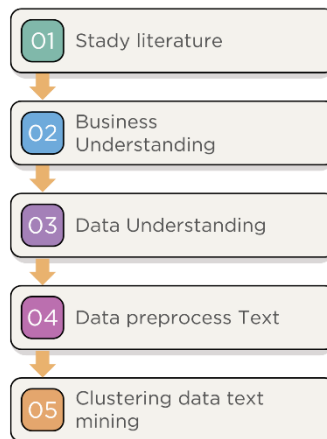 01 Stady literature
02 Business
Understanding
03 Data Understanding
04 Data preprocess Text
05 Clustering data text
mining